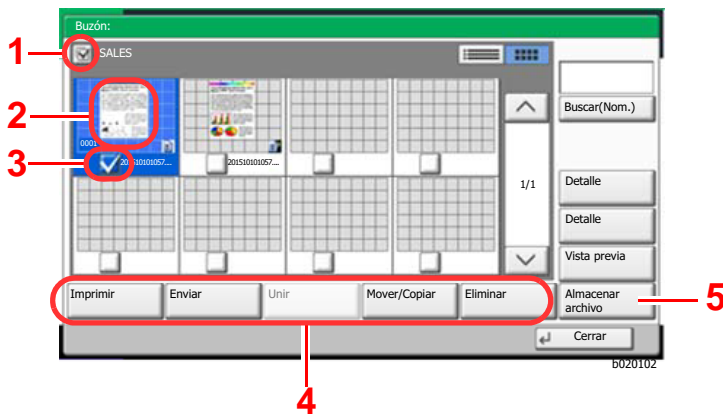 Buzón:
1
SALES
2
Buscar(Nom.)
0001
3
201510101057....
201510101057....
1/1
Detalle
Detalle
Vista previa
Imprimir
Enviar
Unir
Mover/Copiar
Eliminar
Almacenar
archivo
5
Cerrar
b020102
4